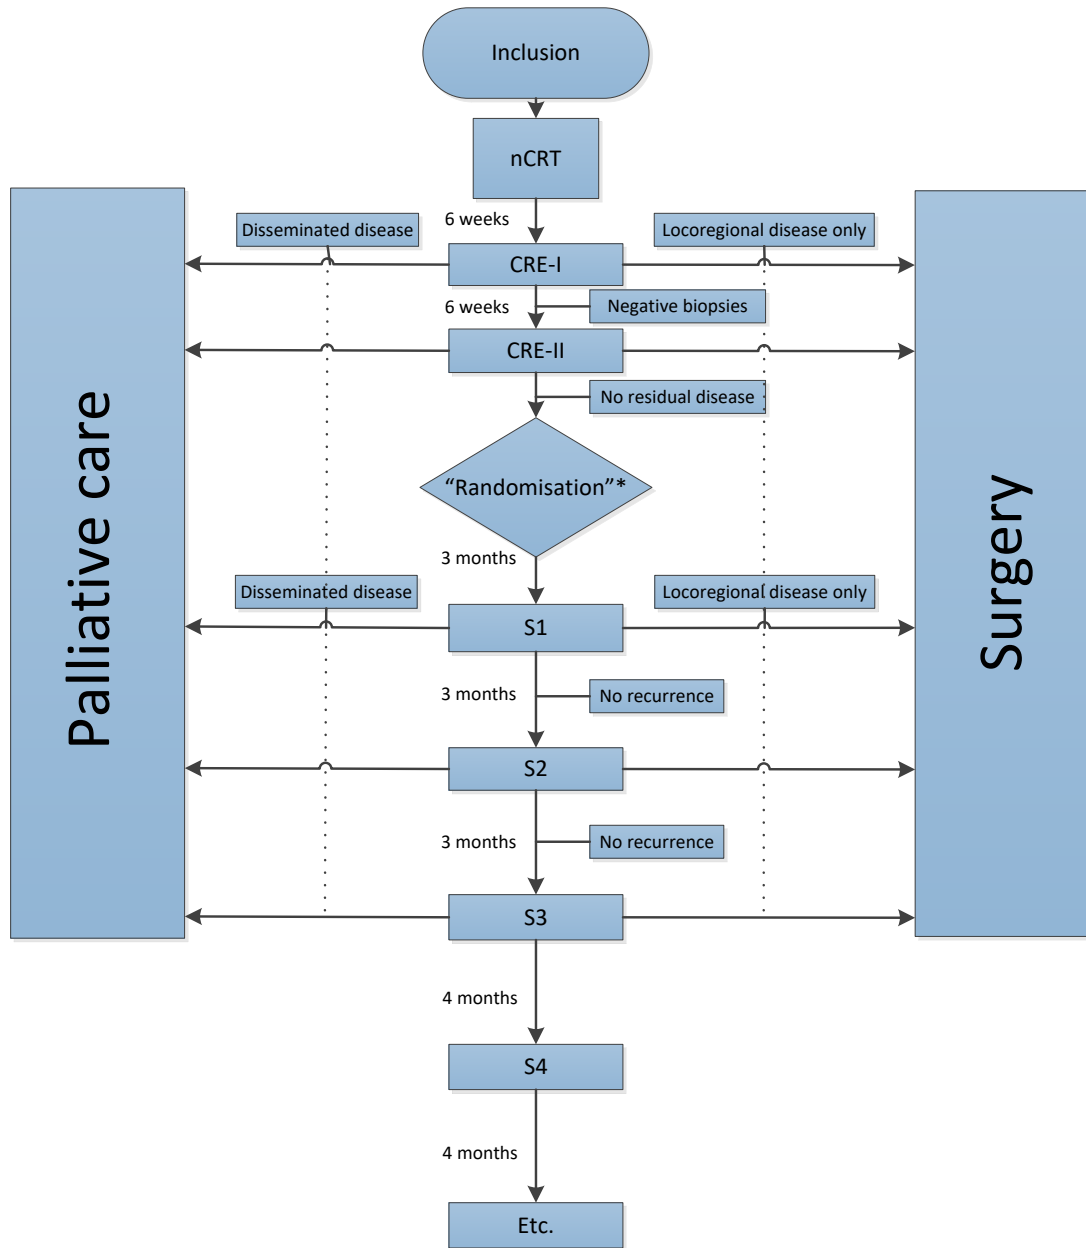 Inclusion
nCRT
6 weeks
Disseminated disease
Locoregional disease only
CRE-I
6 weeks
Negative biopsies
CRE-II
No residual disease
Palliative care
“Randomisation”*
Surgery
3 months
Disseminated disease
Locoregional disease only
S1
3 months
No recurrence
S2
3 months
No recurrence
S3
4 months
S4
4 months
Etc.